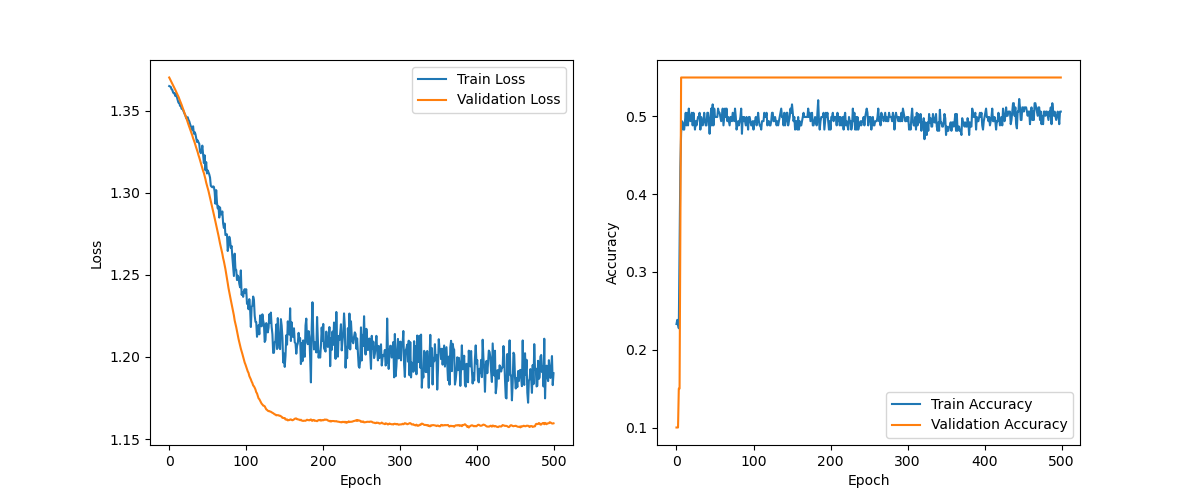 Train Loss
Validation Loss
1.35
1.30
1.25
1.20
1.15
Loss
0 100 200 300 400 500
Epoch
0.5
0.4
0.3
0.2
0.1
Accuracy
Train Accuracy
Validation Accuracy
0 100 200 300 400 500
Epoch